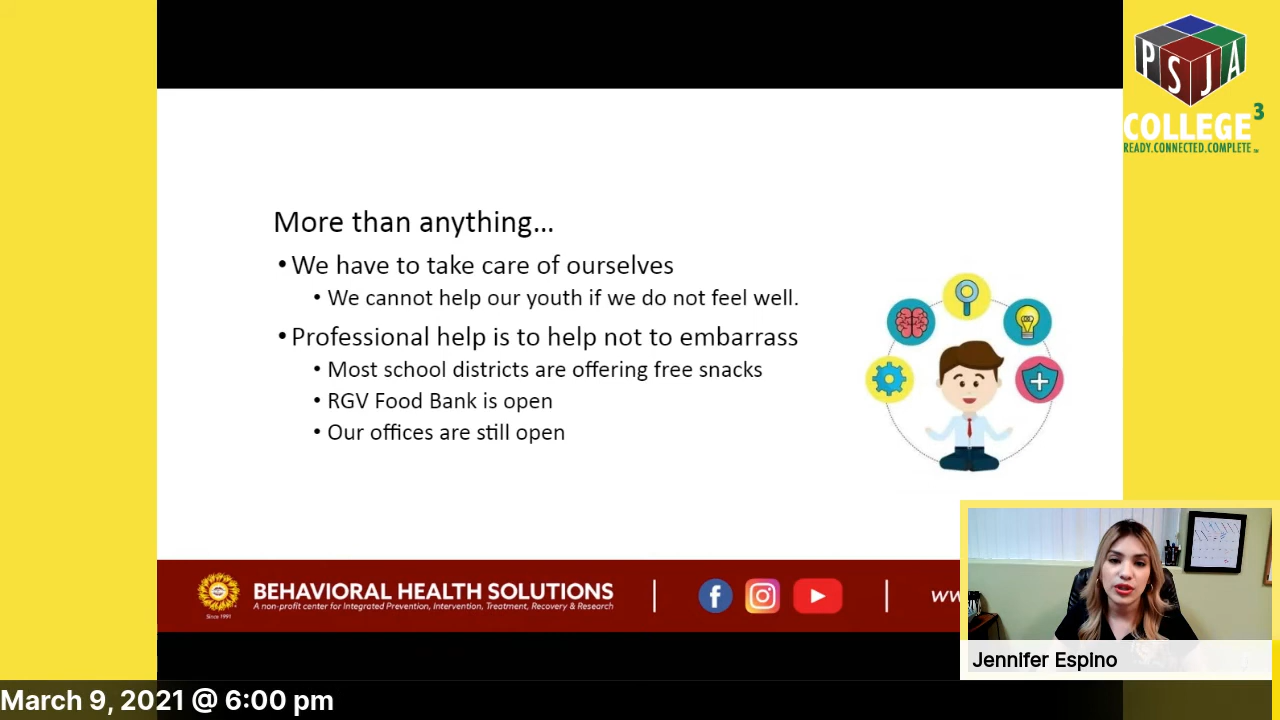 PSJA
COLLEGE 3
READY.CONNECTED.COMPLETE
More than anything…
• We have to take care of ourselves
• We cannot help our youth if we do not feel well.
• Professional help is to help not to embarrass
• Most school districts are offering free snacks
• RGV Food Bank is open
• Our offices are still open
BEHAVIORAL HEALTH SOLUTIONS
A non-profit center for Integrated Prevention, Intervention, Treatment, Recovery & Research
Since 1991
Jennifer Espino
March 9, 2021 @ 6:00 pm